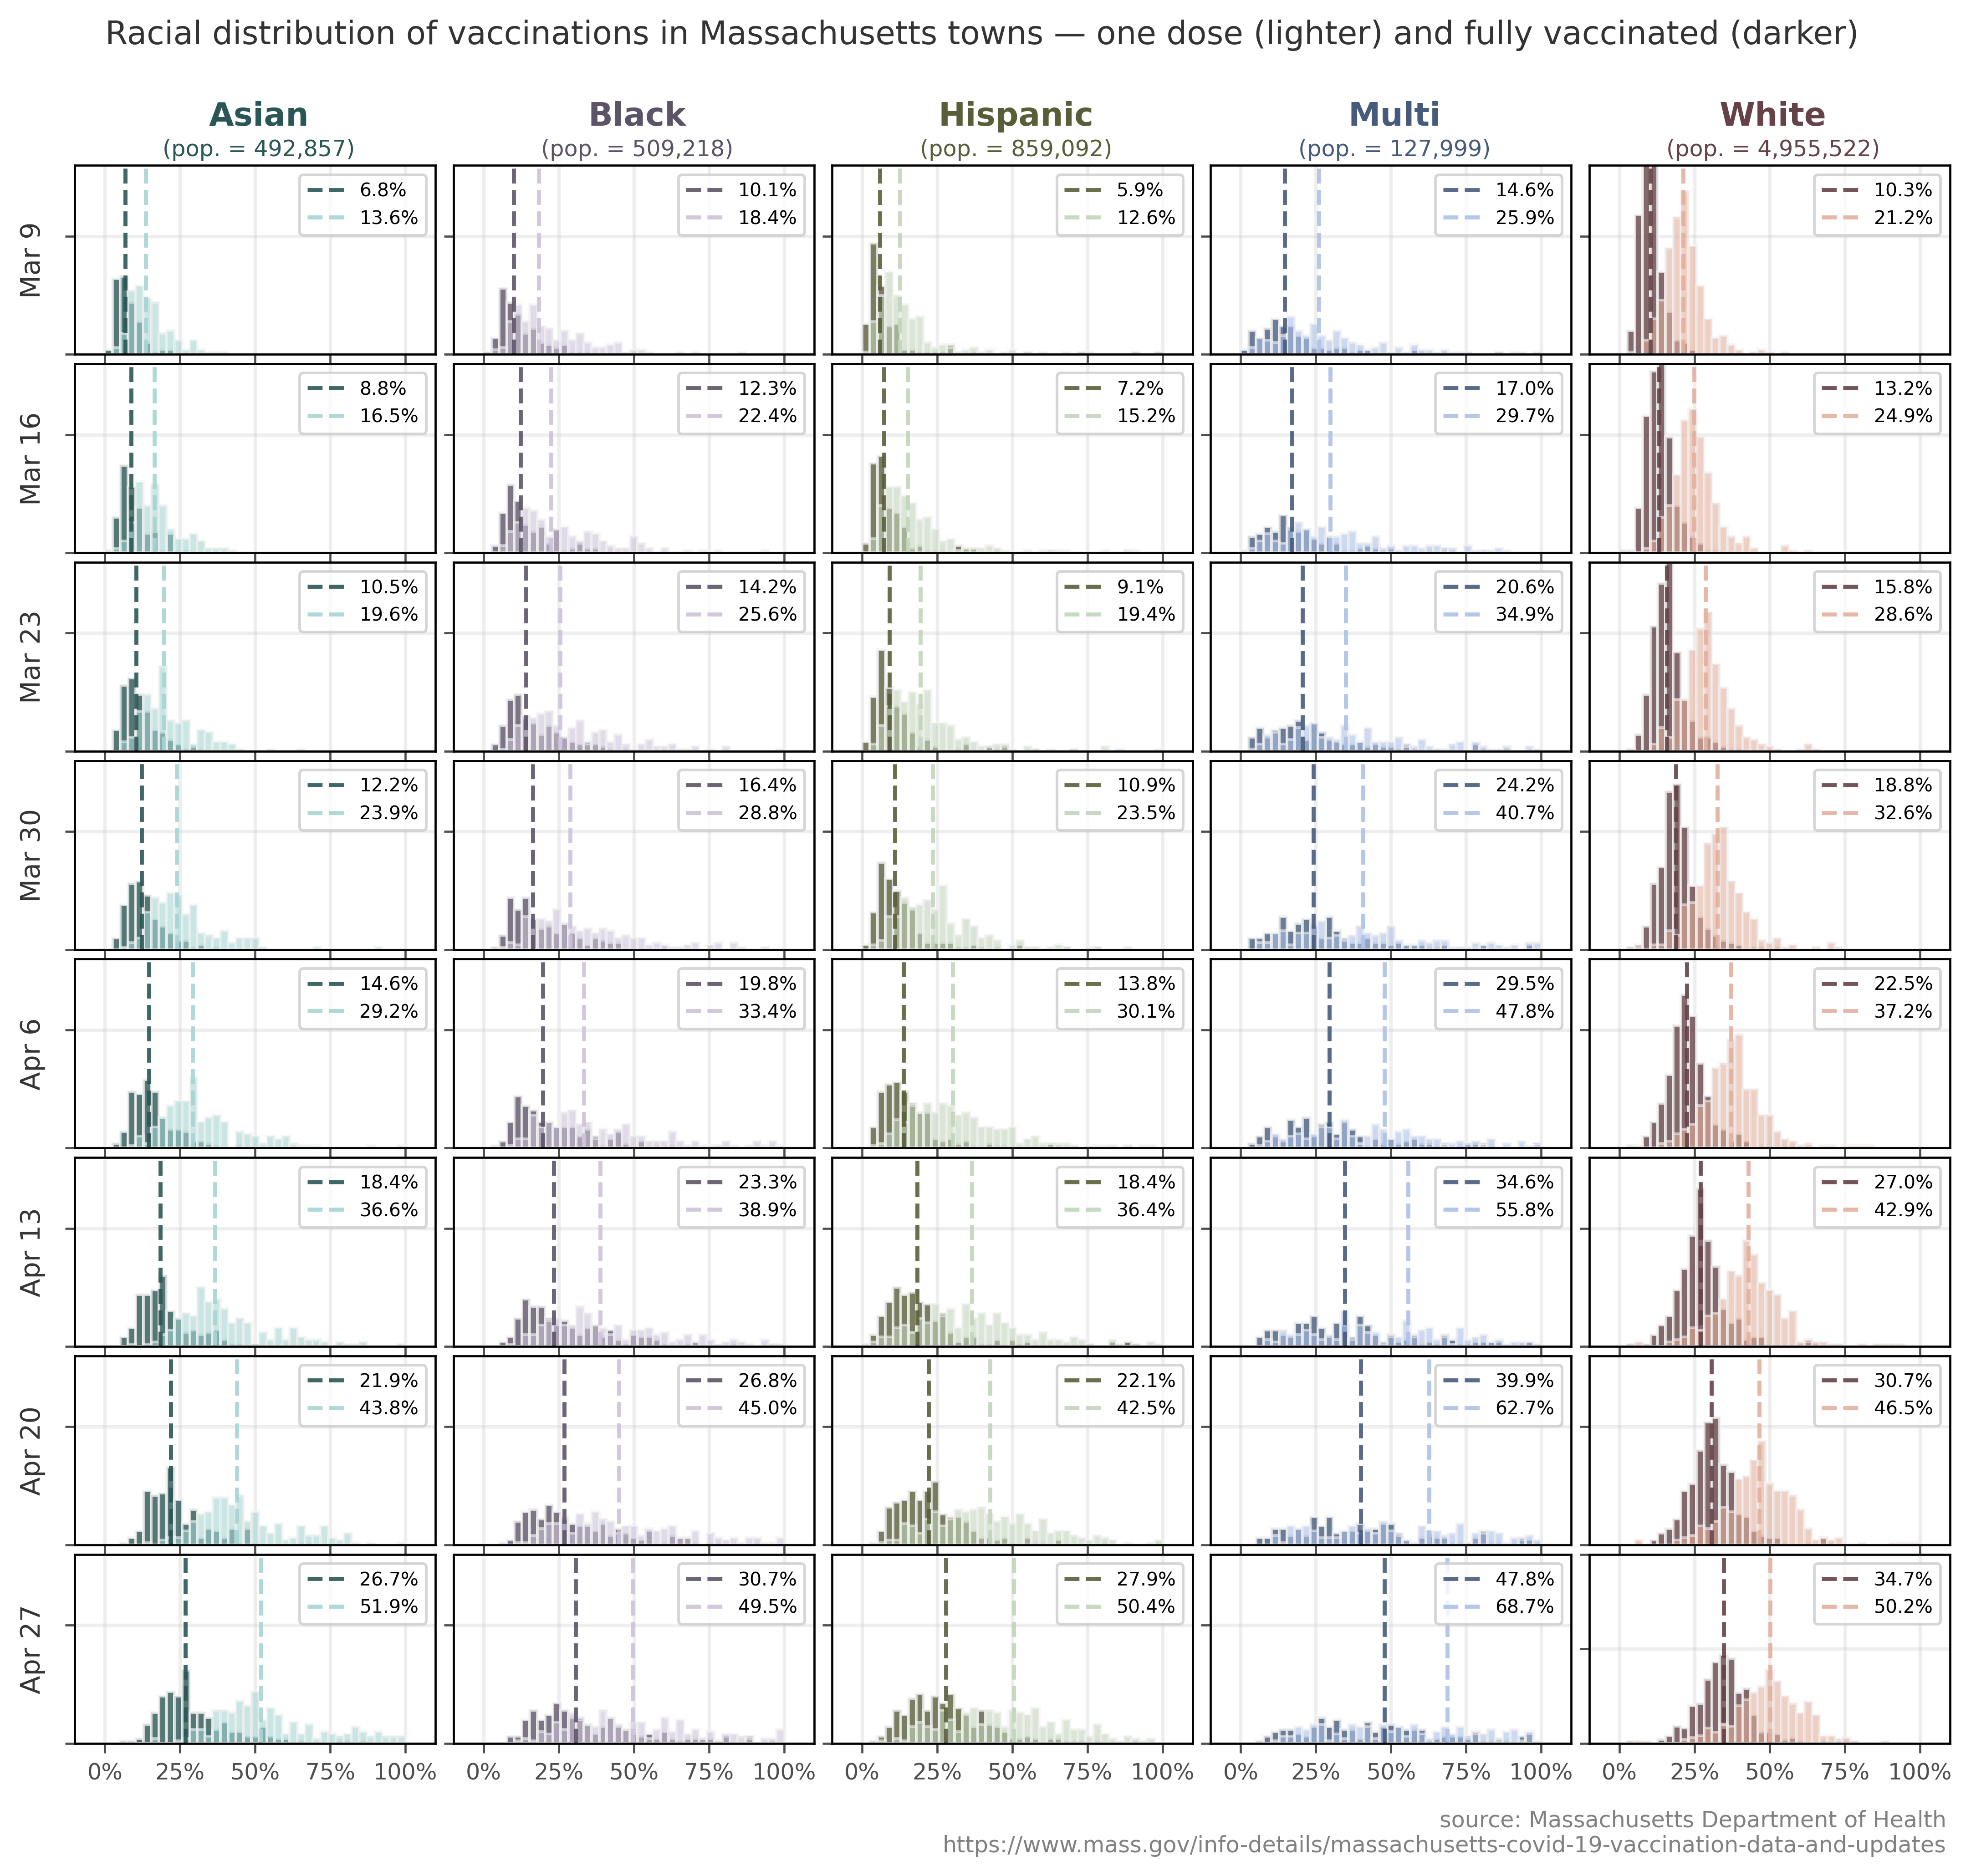 Racial distribution of vaccinations in Massachusetts towns — one dose (lighter) and fully vaccinated (darker)
Asian Black Hispanic Multi White
(pop. = 492,857) (pop. = 509,218) (pop. = 859,092) (pop. = 127,999) (pop. = 4,955,522)
Mar 9
6.8% 10.1% 5.9% 14.6% 10.3%
13.6% 18.4% 12.6% 25.9% 21.2%
Mar 16
8.8% 12.3% 7.2% 17.0% 13.2%
16.5% 22.4% 15.2% 29.7% 24.9%
Mar 23
10.5% 14.2% 9.1% 20.6% 15.8%
19.6% 25.6% 19.4% 34.9% 28.6%
Mar 30
12.2% 16.4% 10.9% 24.2% 18.8%
23.9% 28.8% 23.5% 40.7% 32.6%
Apr 6
14.6% 19.8% 13.8% 29.5% 22.5%
29.2% 33.4% 30.1% 47.8% 37.2%
Apr 13
18.4% 23.3% 18.4% 34.6% 27.0%
36.6% 38.9% 36.4% 55.8% 42.9%
Apr 20
21.9% 26.8% 22.1% 39.9% 30.7%
43.8% 45.0% 42.5% 62.7% 46.5%
Apr 27
26.7% 30.7% 27.9% 47.8% 34.7%
51.9% 49.5% 50.4% 68.7% 50.2%
0% 25% 50% 75% 100% 0% 25% 50% 75% 100% 0% 25% 50% 75% 100% 0% 25% 50% 75% 100% 0% 25% 50% 75% 100%
source: Massachusetts Department of Health
https://www.mass.gov/info-details/massachusetts-covid-19-vaccination-data-and-updates